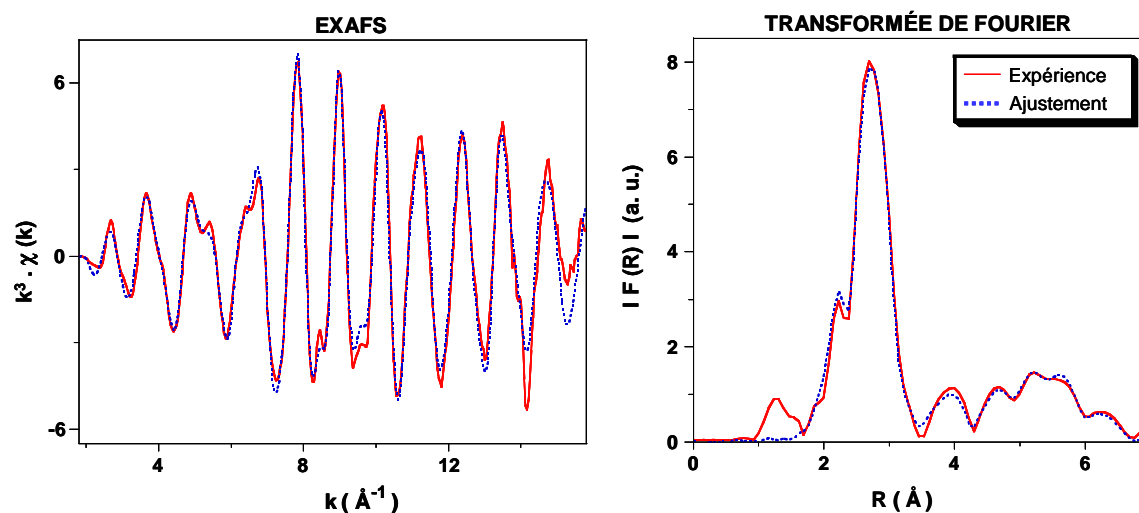 EXAFS
6
0
-6
k³ . χ (k)
4
8
12
k ( Å⁻¹ )
TRANSFORMÉE DE FOURIER
8
6
4
2
0
I F (R) I (a. u.)
0
2
4
6
R ( Å )
Expérience
Ajustement